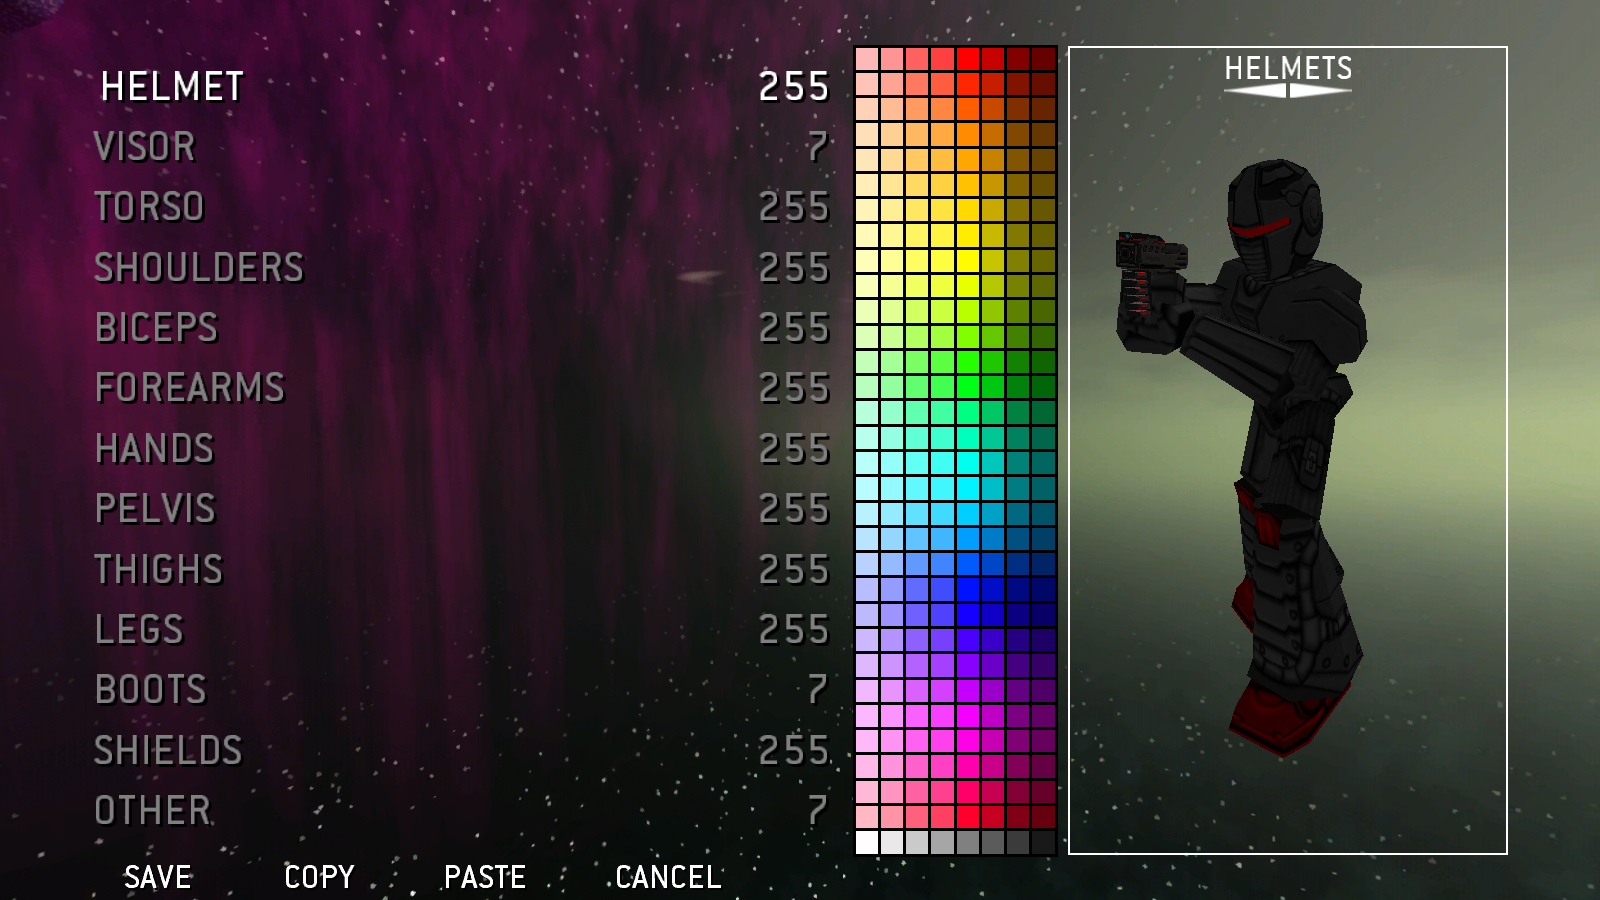 HELMET 255
VISOR 7
TORSO 255
SHOULDERS 255
BICEPS 255
FOREARMS 255
HANDS 255
PELVIS 255
THIGHS 255
LEGS 255
BOOTS 7
SHIELDS 255
OTHER 7
SAVE COPY PASTE CANCEL
HELMETS